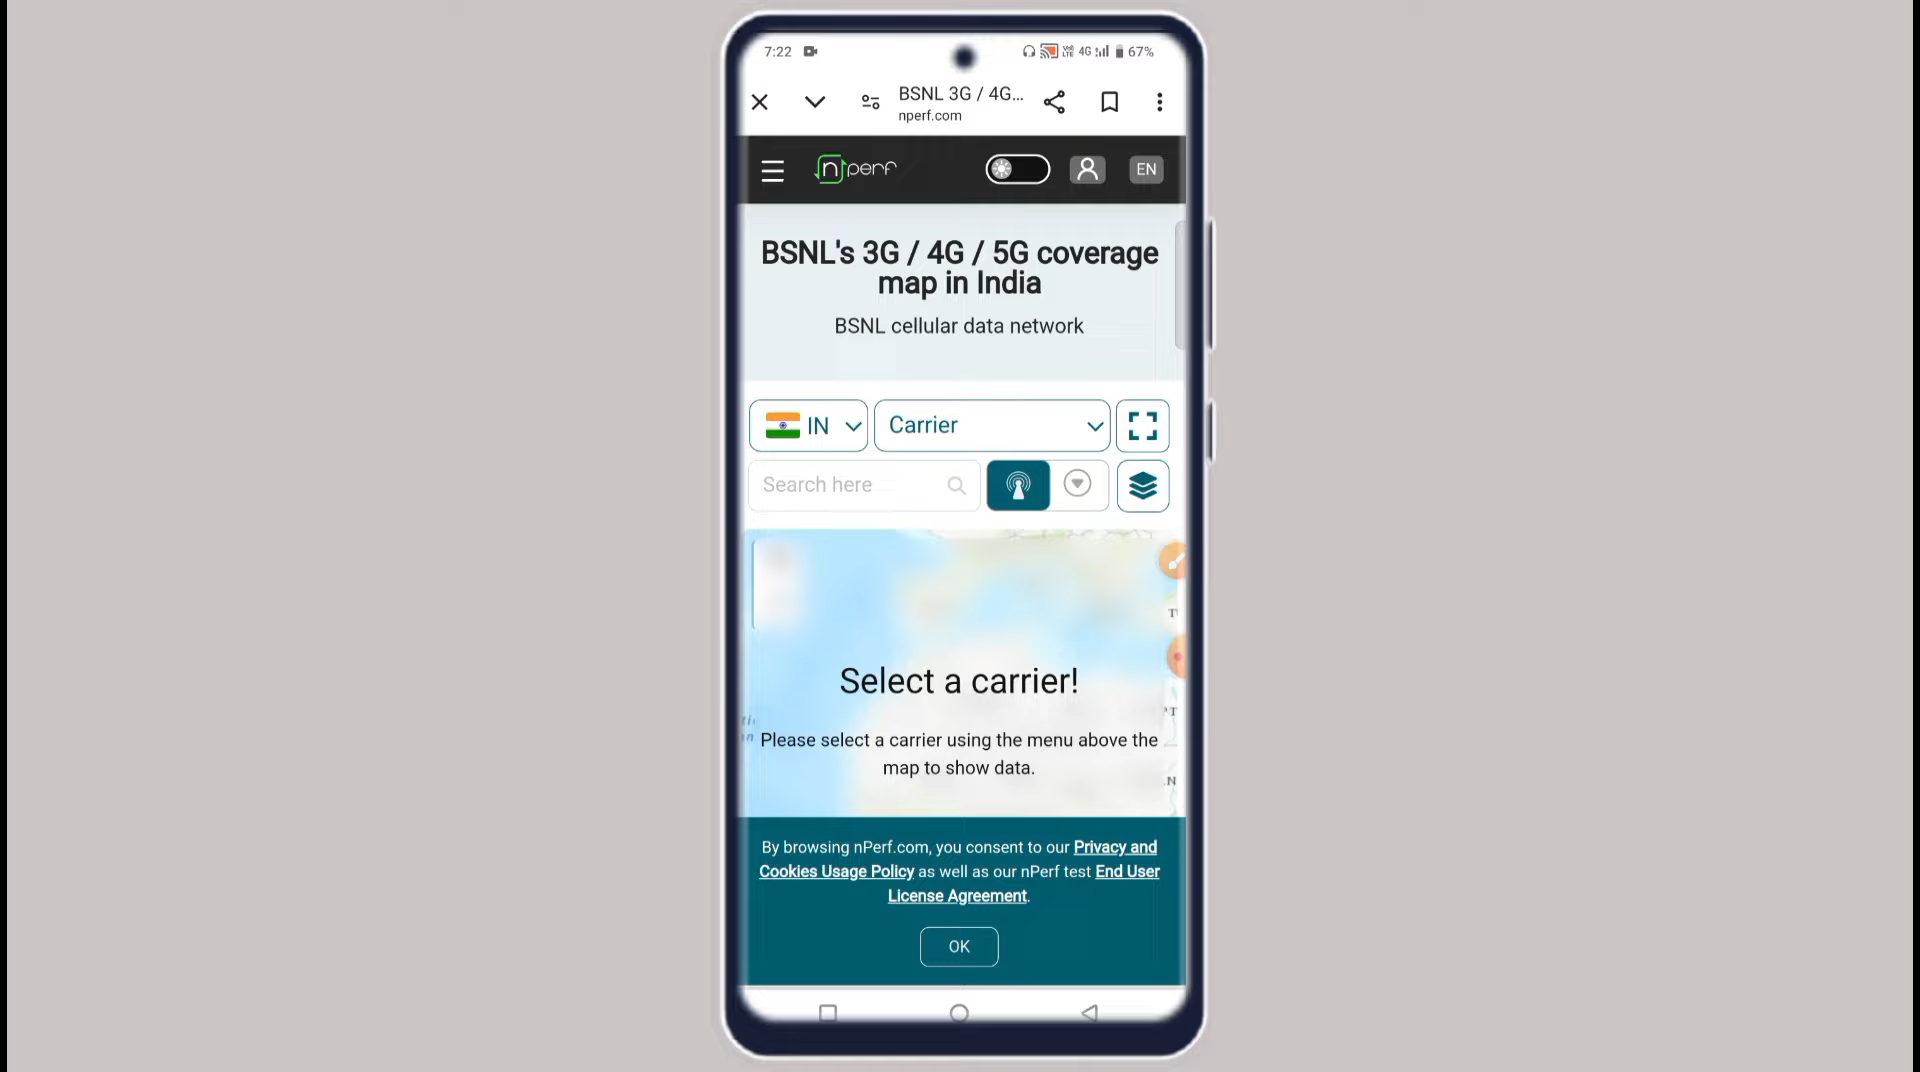 7:22
VoLTE 4G 67%
BSNL 3G / 4G...
nperf.com
nperf
EN
BSNL's 3G / 4G / 5G coverage
map in India
BSNL cellular data network
IN
Carrier
Search here
Select a carrier!
Please select a carrier using the menu above the
map to show data.
By browsing nPerf.com, you consent to our Privacy and
Cookies Usage Policy as well as our nPerf test End User
License Agreement.
OK